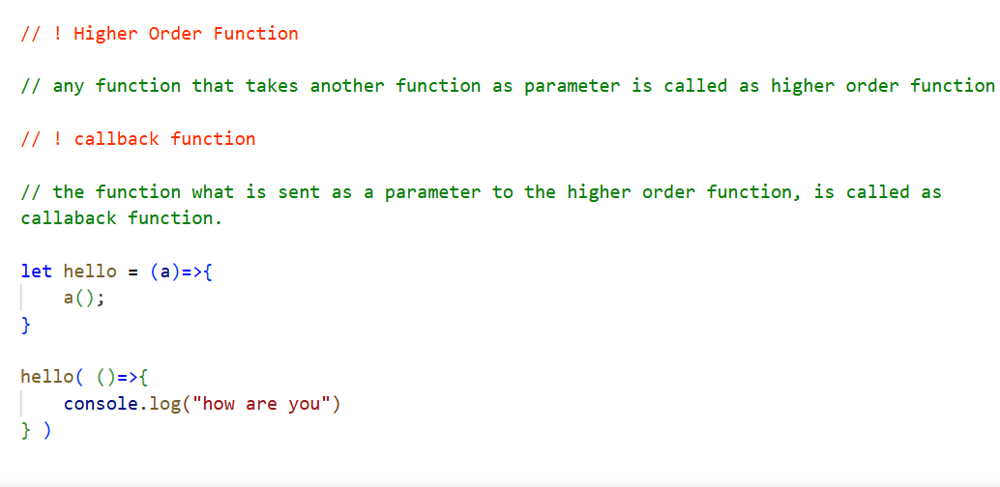 // ! Higher Order Function
// any function that takes another function as parameter is called as higher order function
// ! callback function
// the function what is sent as a parameter to the higher order function, is called as
callaback function.
let hello = (a)=>{
    a();
}
hello( ()=>{
    console.log("how are you")
} )